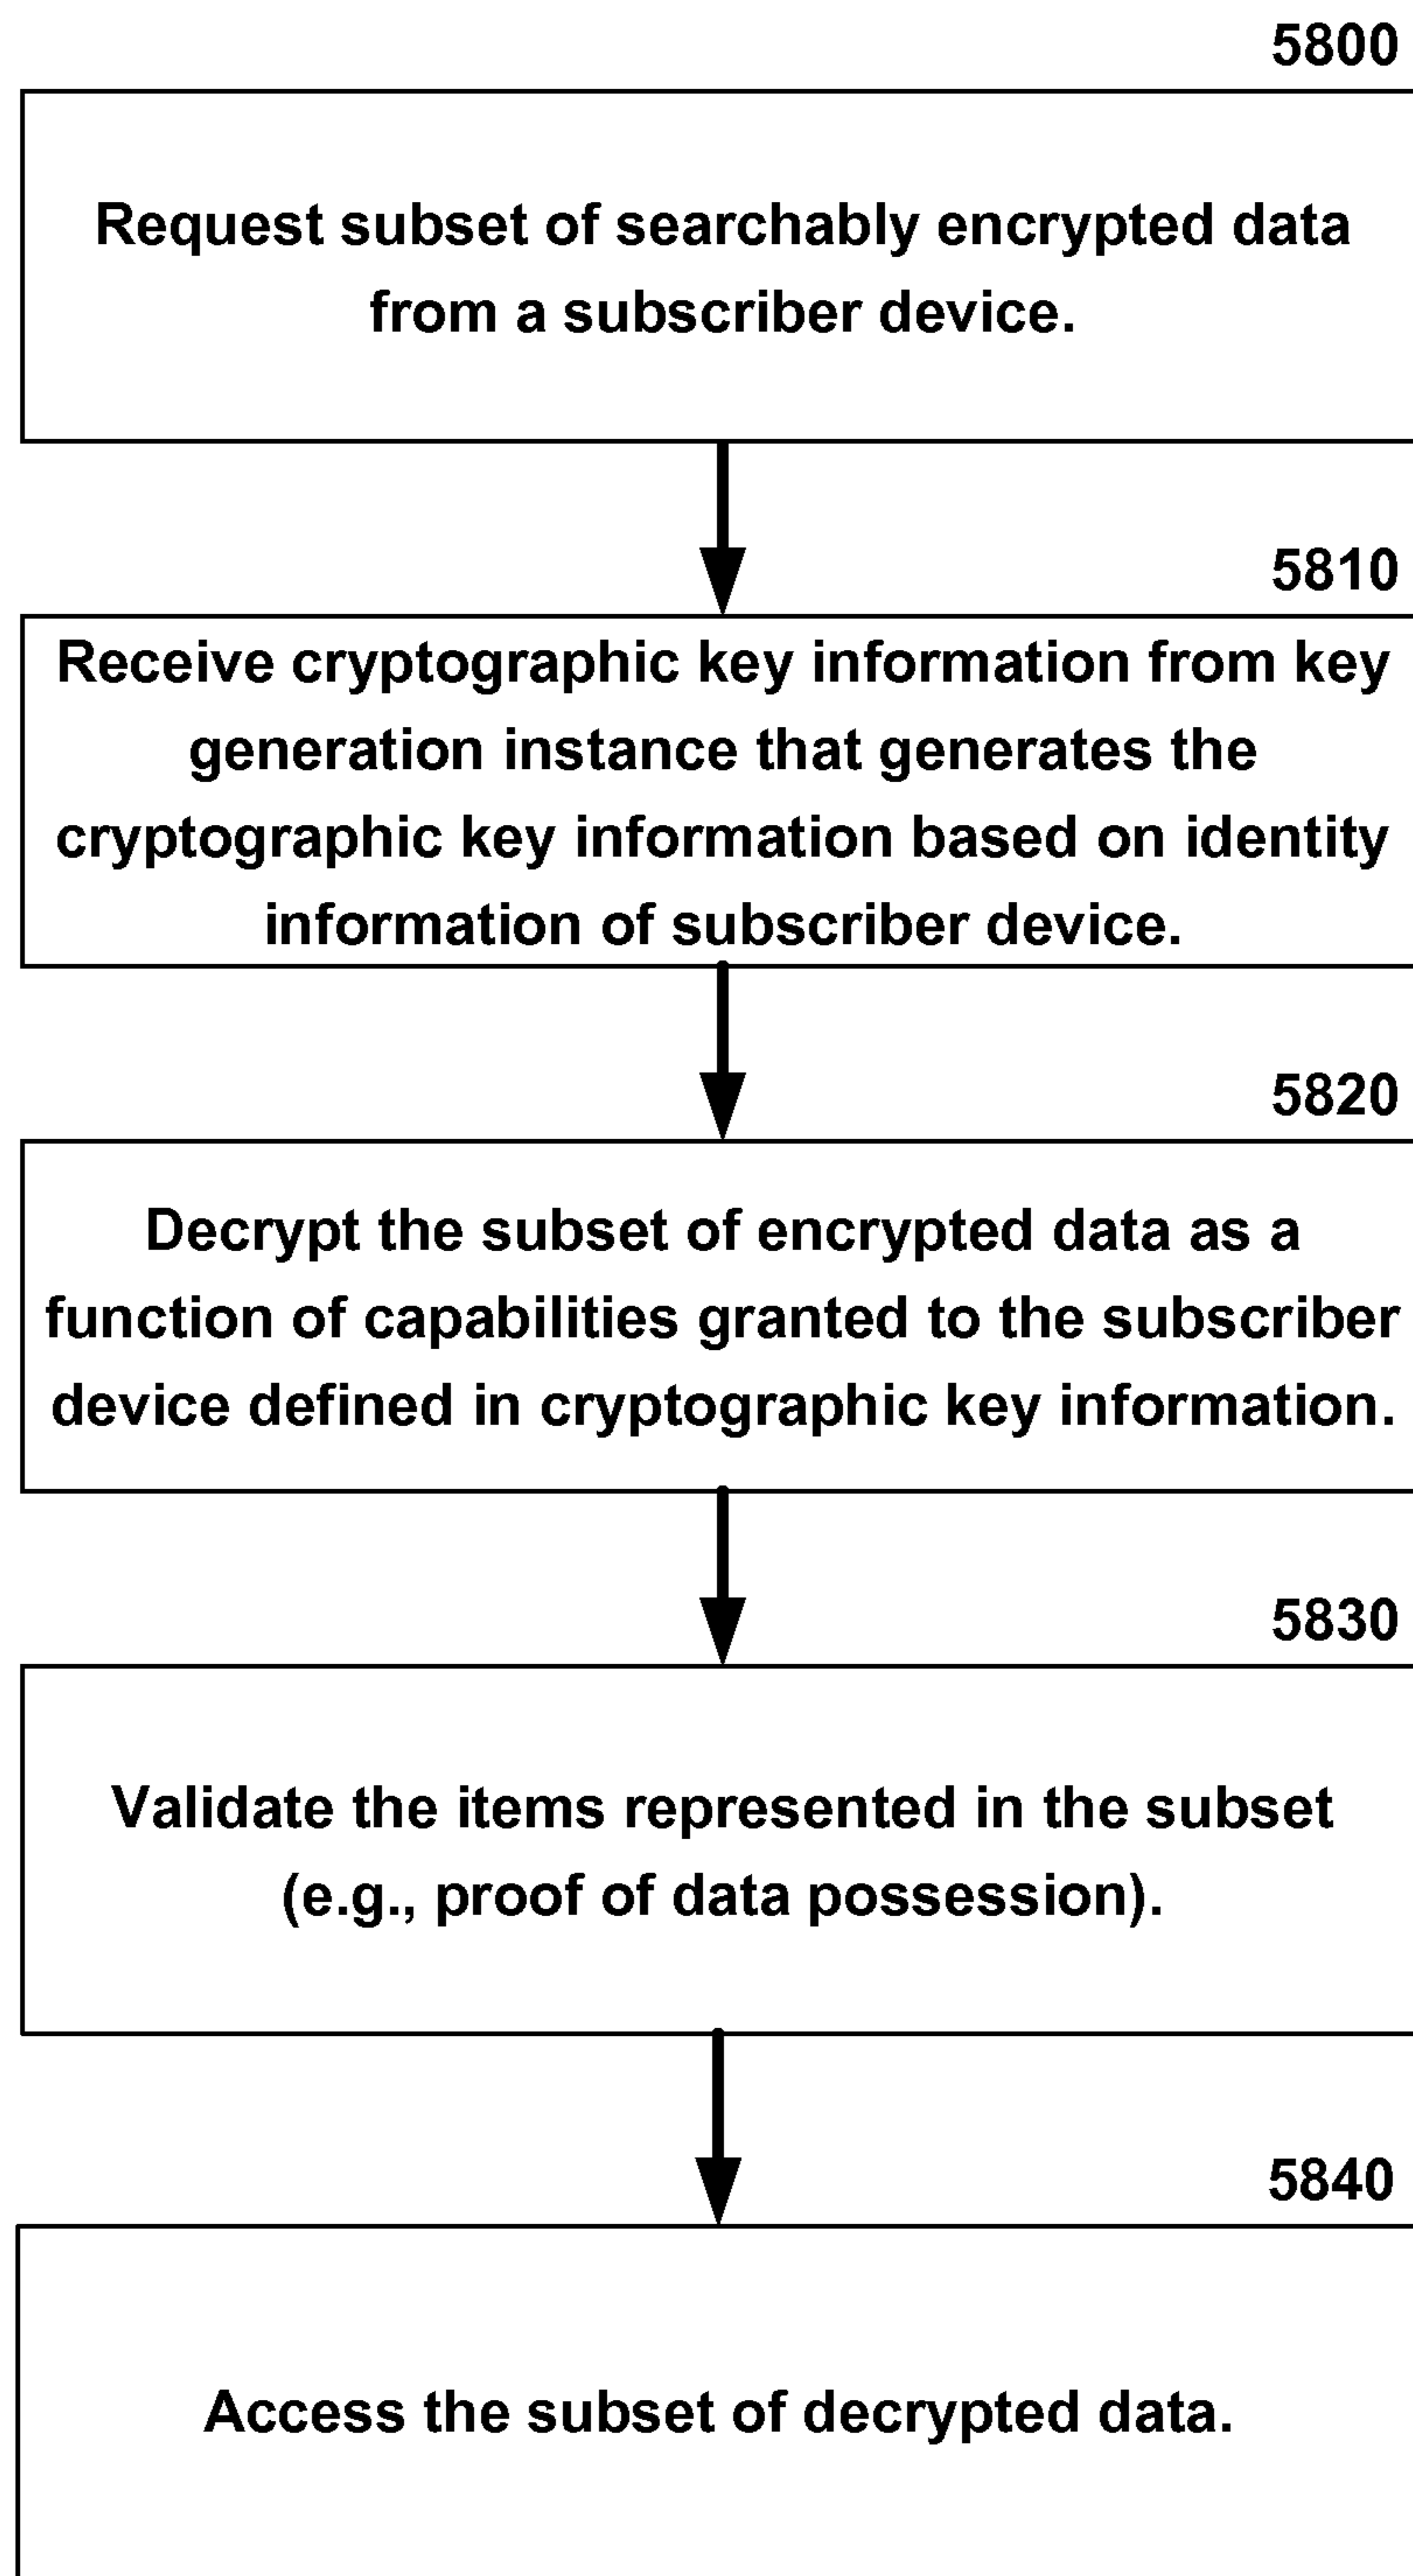 5800
Request subset of searchably encrypted data
from a subscriber device.
5810
Receive cryptographic key information from key
generation instance that generates the
cryptographic key information based on identity
information of subscriber device.
5820
Decrypt the subset of encrypted data as a
function of capabilities granted to the subscriber
device defined in cryptographic key information.
5830
Validate the items represented in the subset
(e.g., proof of data possession).
5840
Access the subset of decrypted data.